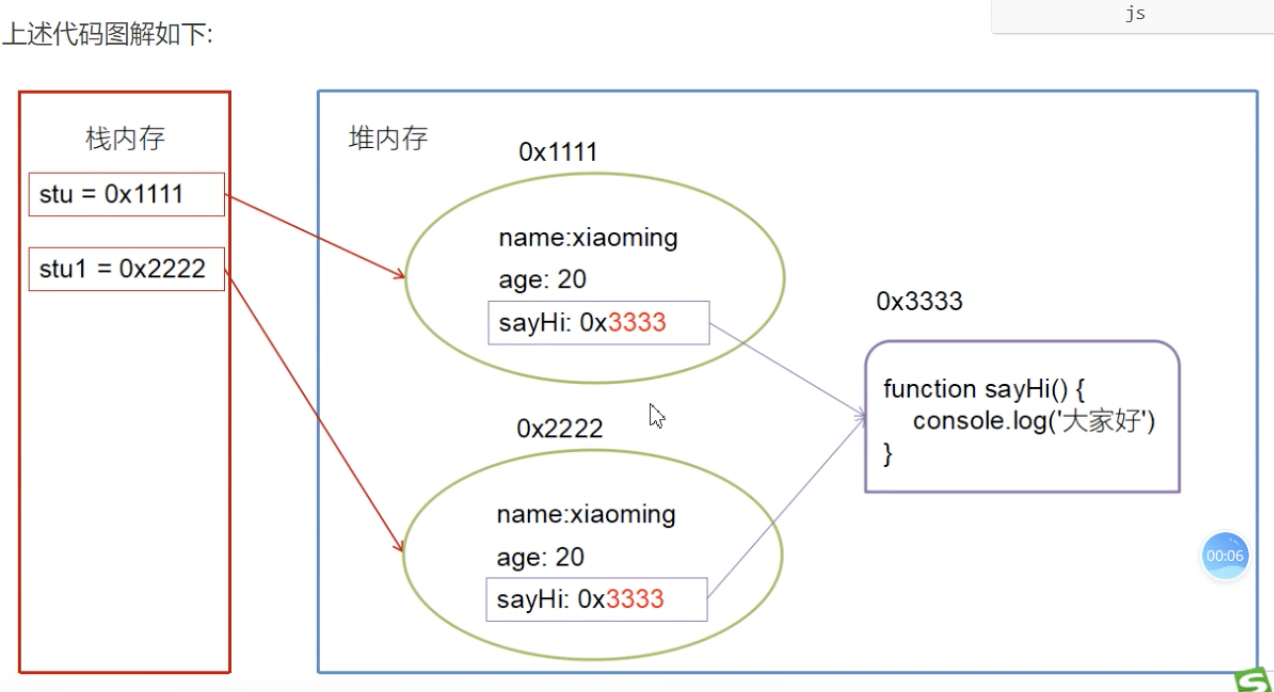 js
上述代码图解如下:
栈内存
stu = 0x1111
stu1 = 0x2222
堆内存
0x1111
name:xiaoming
age: 20
sayHi: 0x3333
0x2222
name:xiaoming
age: 20
sayHi: 0x3333
0x3333
function sayHi() {
console.log('大家好')
}
00:06
S